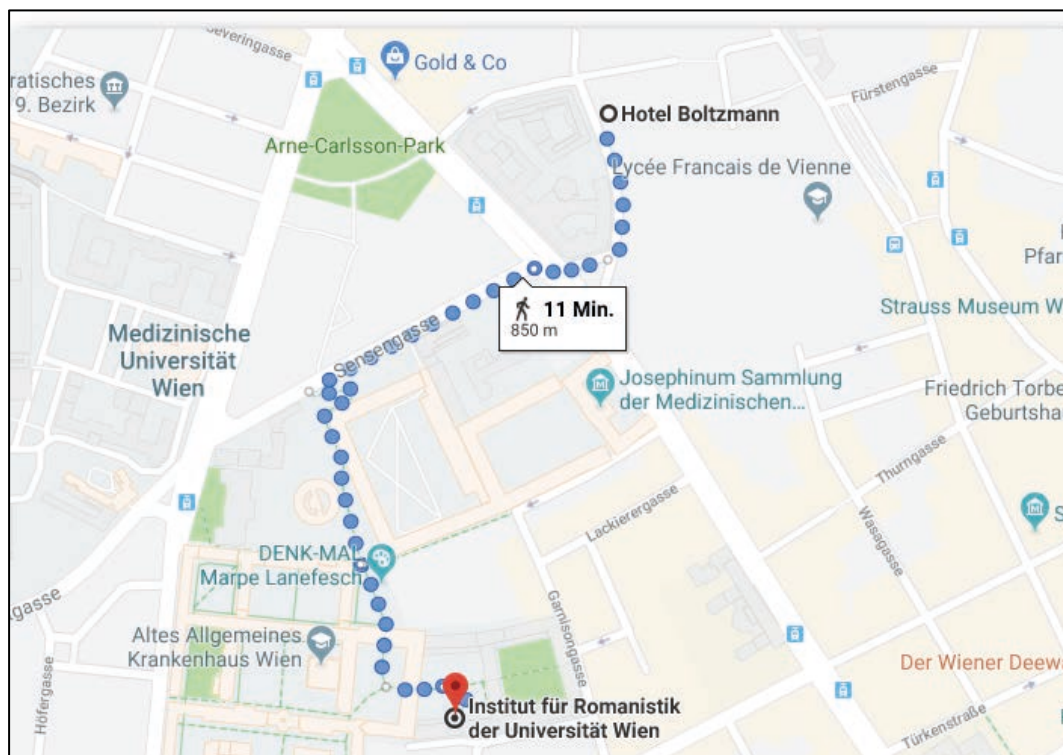 Severingasse
Gold & Co
ratisches
9. Bezirk
Hotel Boltzmann
Fürstengasse
Arne-Carlsson-Park
Lycée Francais de Vienne
Pfar
11 Min.
850 m
Strauss Museum W
Sensengasse
Medizinische
Universität
Wien
Josephinum Sammlung
der Medizinischen...
Friedrich Torbe
Geburtsha
Thurngasse
Wasagasse
Lackierergasse
S
DENK-MAL
Marpe Lanefesch
gasse
Garnisongasse
Altes Allgemeines
Krankenhaus Wien
Höfergasse
Der Wiener Deewa
Institut für Romanistik
der Universität Wien
Türkenstraße